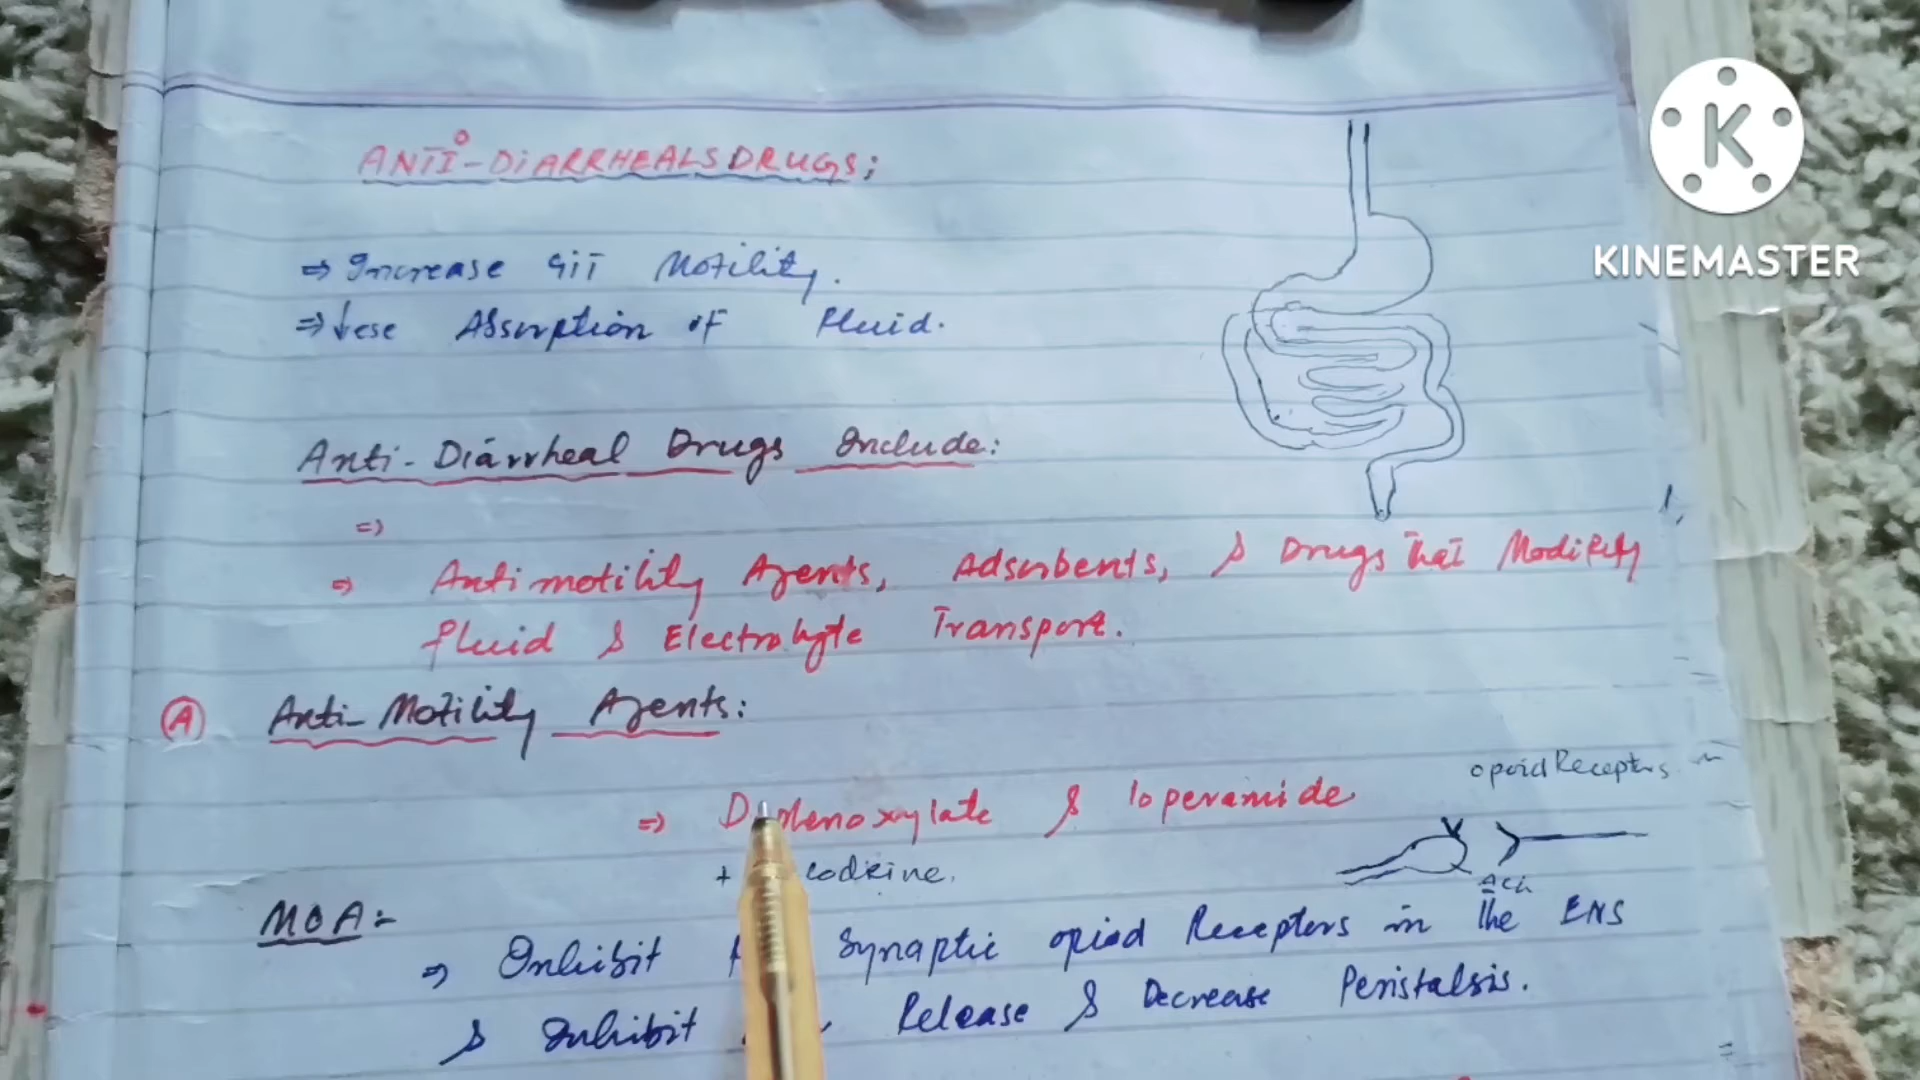 ANTI-DIARRHEALS DRUGS;
KINEMASTER
⇒ Increase GIT Motility.
⇒ ↓ese Absorption of Fluid.
Anti-Diarrheal Drugs Include:
⇒
⇒ Antimotility Agents, Adsorbents, & Drugs That Modifify
fluid & Electrolyte Transport.
(A) Anti-Motility Agents:
opoid Receptors
⇒ & loperamide
+ codeine.
ACh
MOA:-
⇒ Inhibit synaptic opiod Receptors in The ENS
& Inhibit Release & Decrease Peristalsis.